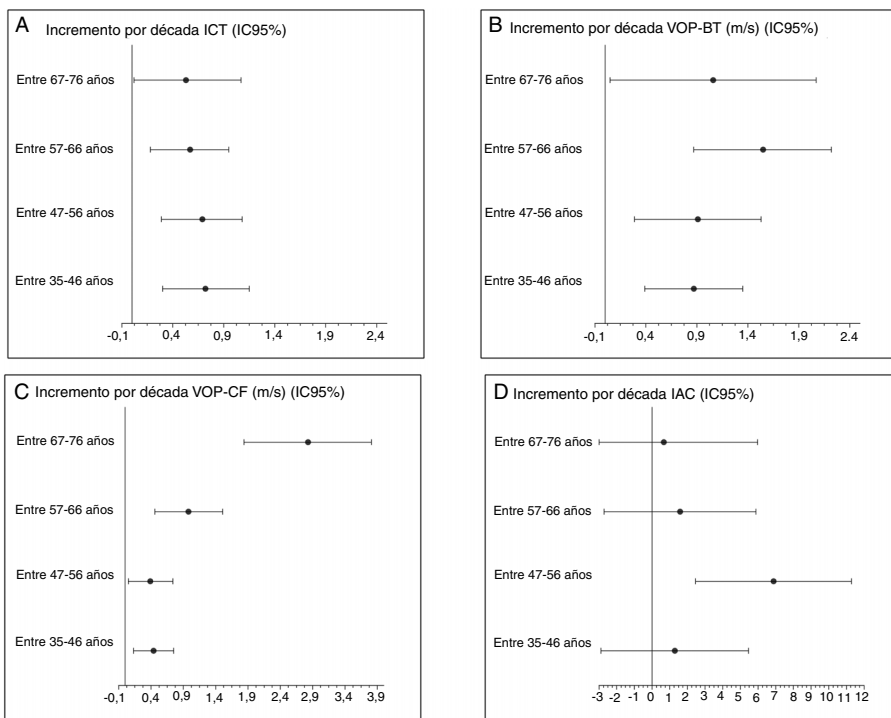 A Incremento por década ICT (IC95%)
Entre 67-76 años
Entre 57-66 años
Entre 47-56 años
Entre 35-46 años
-0,1 0,4 0,9 1,4 1,9 2,4
B Incremento por década VOP-BT (m/s) (IC95%)
Entre 67-76 años
Entre 57-66 años
Entre 47-56 años
Entre 35-46 años
-0,1 0,4 0,9 1,4 1,9 2,4
C Incremento por década VOP-CF (m/s) (IC95%)
Entre 67-76 años
Entre 57-66 años
Entre 47-56 años
Entre 35-46 años
-0,1 0,4 0,9 1,4 1,9 2,4 2,9 3,4 3,9
D Incremento por década IAC (IC95%)
Entre 67-76 años
Entre 57-66 años
Entre 47-56 años
Entre 35-46 años
-3 -2 -1 0 1 2 3 4 5 6 7 8 9 10 11 12